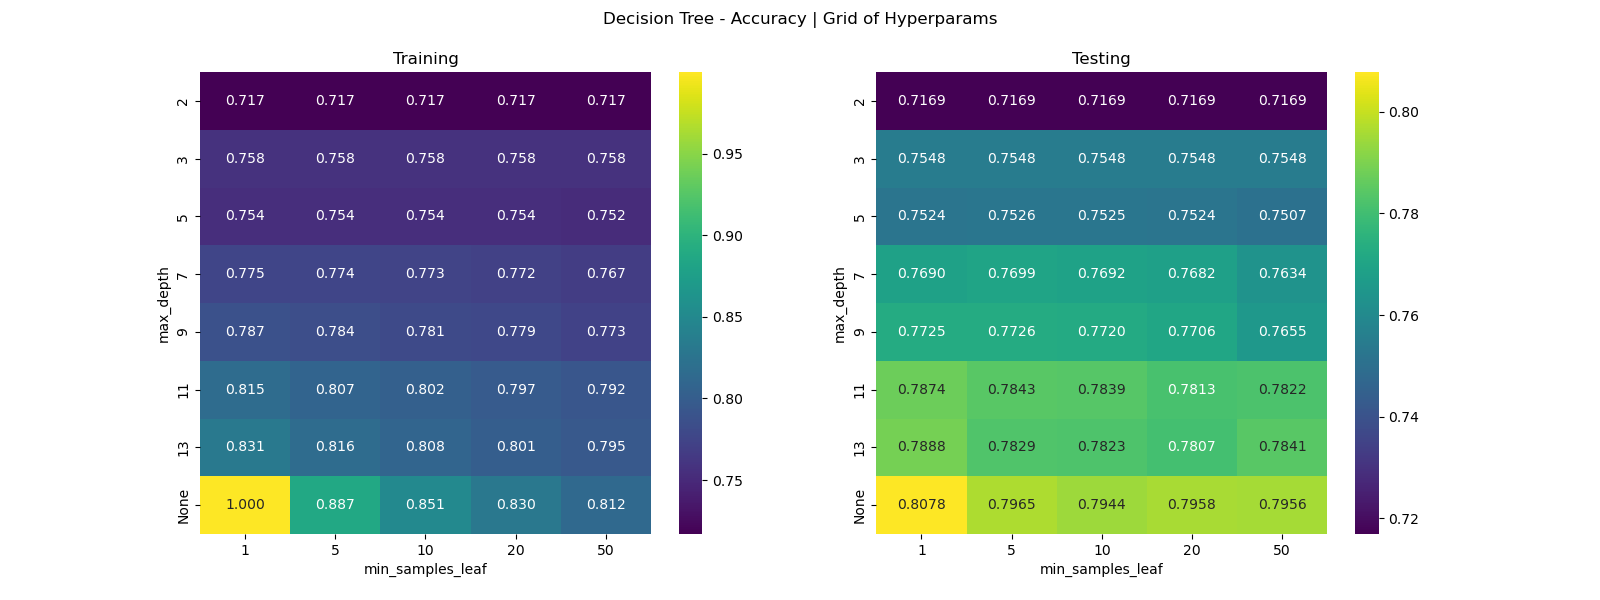 Decision Tree - Accuracy | Grid of Hyperparams
Training
max_depth
2 0.717 0.717 0.717 0.717 0.717
3 0.758 0.758 0.758 0.758 0.758
5 0.754 0.754 0.754 0.754 0.752
7 0.775 0.774 0.773 0.772 0.767
9 0.787 0.784 0.781 0.779 0.773
11 0.815 0.807 0.802 0.797 0.792
13 0.831 0.816 0.808 0.801 0.795
None 1.000 0.887 0.851 0.830 0.812
1 5 10 20 50
min_samples_leaf
0.95
0.90
0.85
0.80
0.75
Testing
max_depth
2 0.7169 0.7169 0.7169 0.7169 0.7169
3 0.7548 0.7548 0.7548 0.7548 0.7548
5 0.7524 0.7526 0.7525 0.7524 0.7507
7 0.7690 0.7699 0.7692 0.7682 0.7634
9 0.7725 0.7726 0.7720 0.7706 0.7655
11 0.7874 0.7843 0.7839 0.7813 0.7822
13 0.7888 0.7829 0.7823 0.7807 0.7841
None 0.8078 0.7965 0.7944 0.7958 0.7956
1 5 10 20 50
min_samples_leaf
0.80
0.78
0.76
0.74
0.72